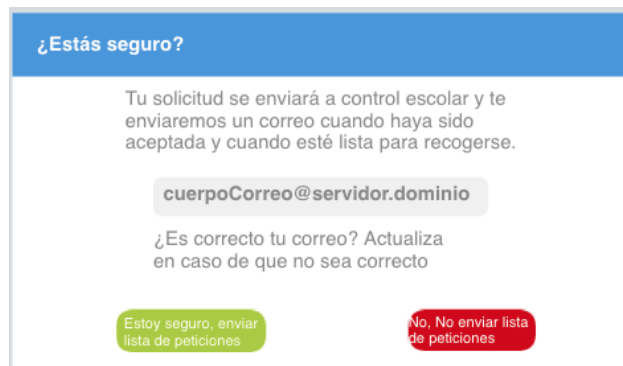 ¿Estás seguro?
Tu solicitud se enviará a control escolar y te
enviaremos un correo cuando haya sido
aceptada y cuando esté lista para recogerse.
cuerpoCorreo@servidor.dominio
¿Es correcto tu correo? Actualiza
en caso de que no sea correcto
Estoy seguro, enviar
lista de peticiones
No, No enviar lista
de peticiones